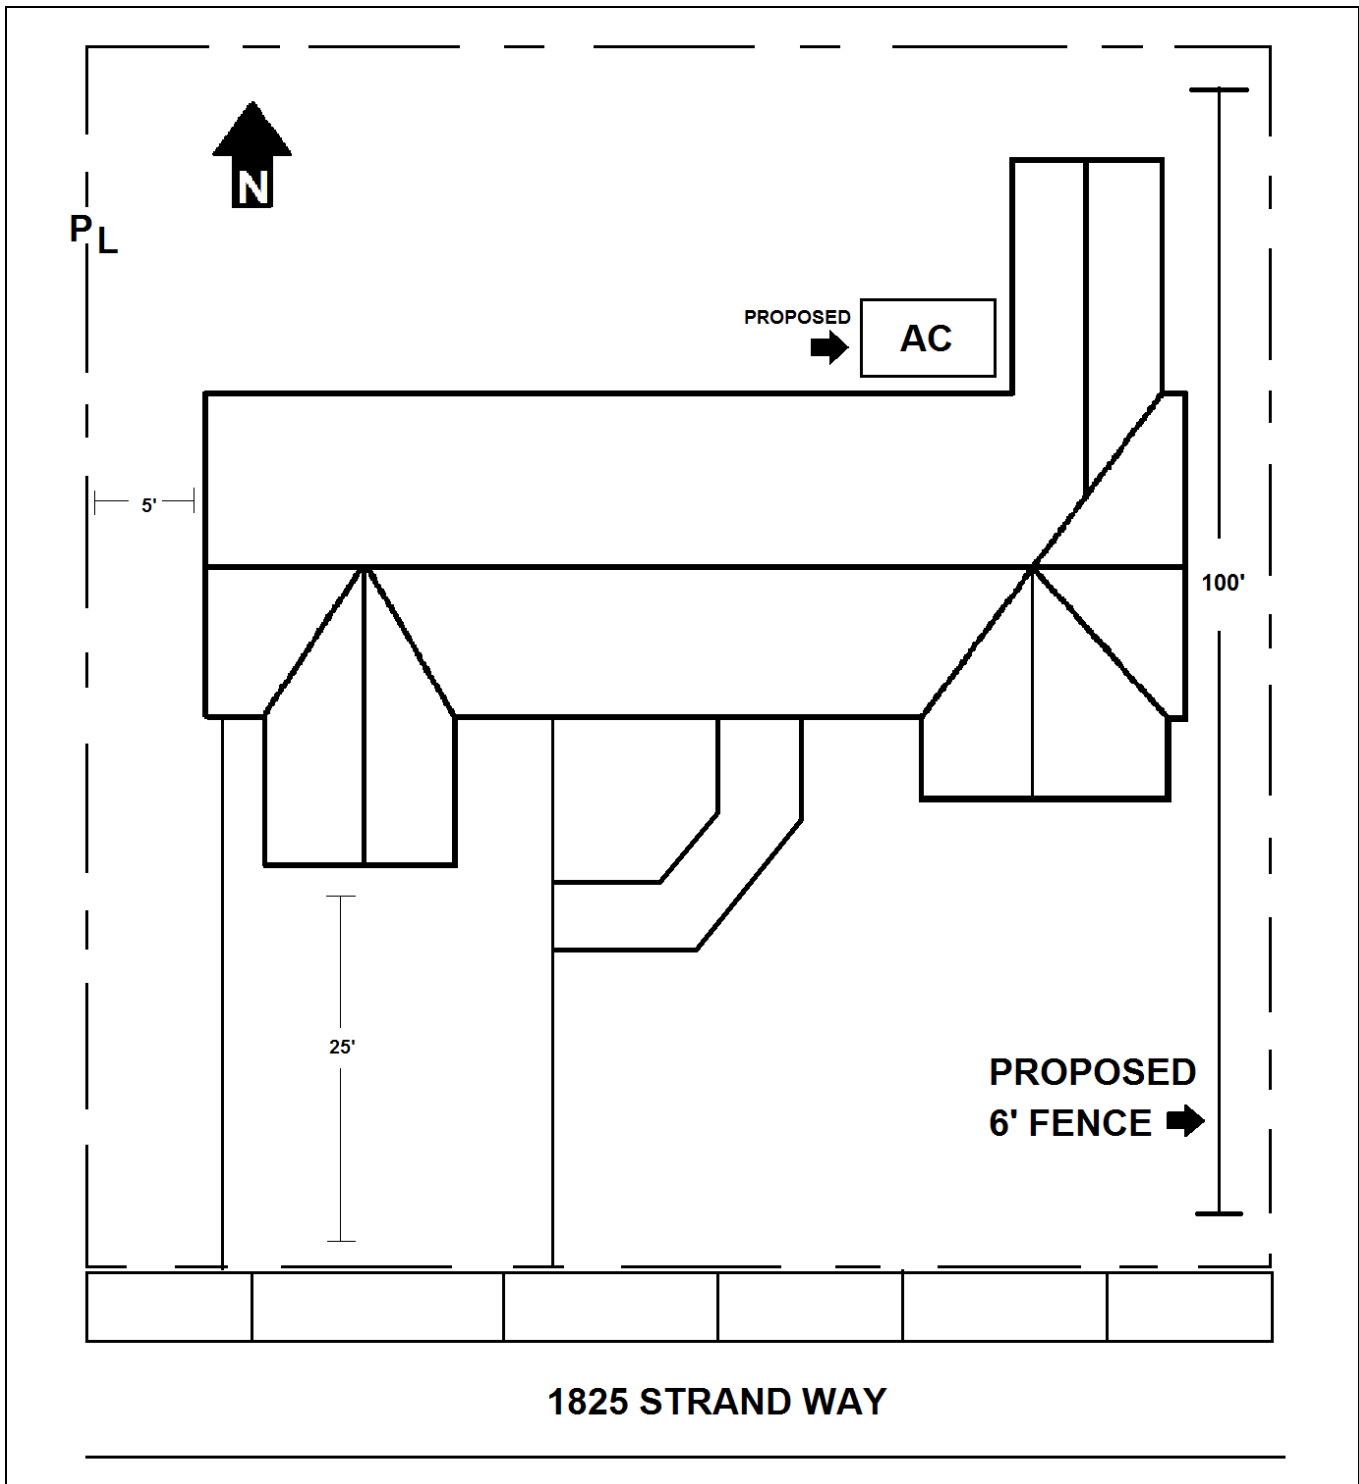 N
PL
PROPOSED
AC
5'
100'
25'
PROPOSED
6' FENCE
1825 STRAND WAY